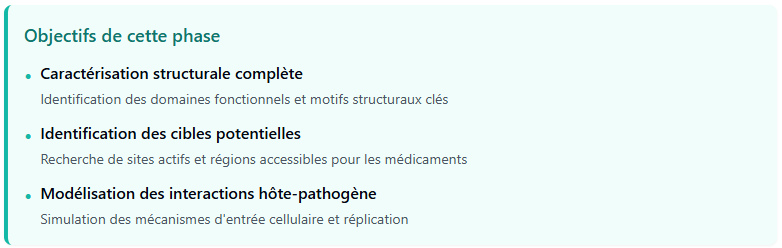 Objectifs de cette phase
• Caractérisation structurale complète
Identification des domaines fonctionnels et motifs structuraux clés
• Identification des cibles potentielles
Recherche de sites actifs et régions accessibles pour les médicaments
• Modélisation des interactions hôte-pathogène
Simulation des mécanismes d'entrée cellulaire et réplication